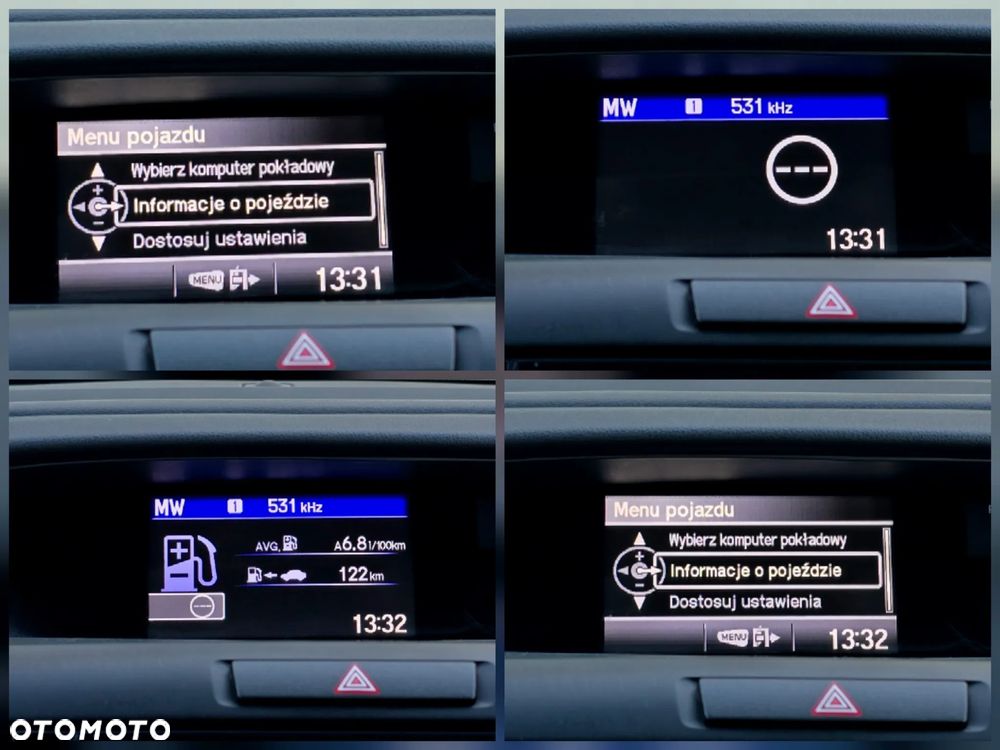 Menu pojazdu
Wybierz komputer pokładowy
Informacje o pojeździe
Dostosuj ustawienia
MENU
13:31
MW 1 531 kHz
---
13:31
MW 1 531 kHz
AVG. A6.8 l/100km
122 km
---
13:32
Menu pojazdu
Wybierz komputer pokładowy
Informacje o pojeździe
Dostosuj ustawienia
MENU
13:32
OTOMOTO